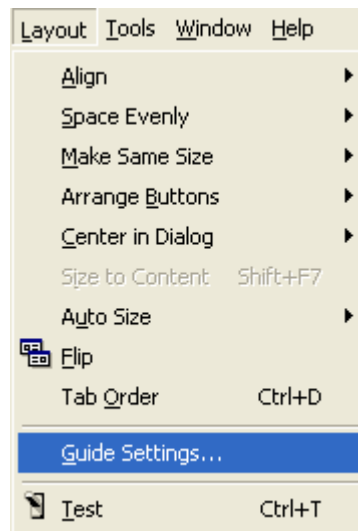 Layout Tools Window Help
Align
Space Evenly
Make Same Size
Arrange Buttons
Center in Dialog
Size to Content Shift+F7
Auto Size
Flip
Tab Order Ctrl+D
Guide Settings...
Test Ctrl+T